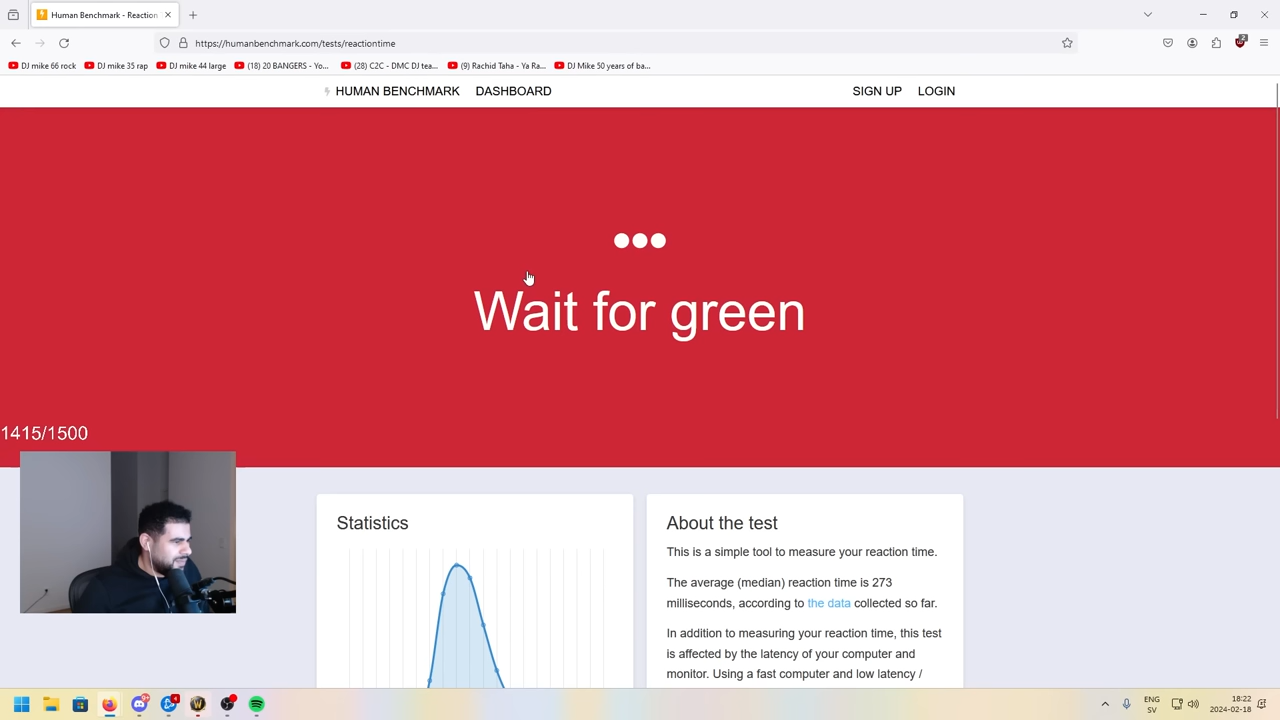 Human Benchmark - Reaction
https://humanbenchmark.com/tests/reactiontime
DJ mike 66 rock
DJ mike 35 rap
DJ mike 44 large
(18) 20 BANGERS - Yo...
(28) C2C - DMC DJ tea...
(9) Rachid Taha - Ya Ra...
DJ Mike 50 years of ba...
HUMAN BENCHMARK DASHBOARD SIGN UP LOGIN
Wait for green
1415/1500
Statistics
About the test
This is a simple tool to measure your reaction time.
The average (median) reaction time is 273
milliseconds, according to the data collected so far.
In addition to measuring your reaction time, this test
is affected by the latency of your computer and
monitor. Using a fast computer and low latency /
ENG
SV
18:22
2024-02-18